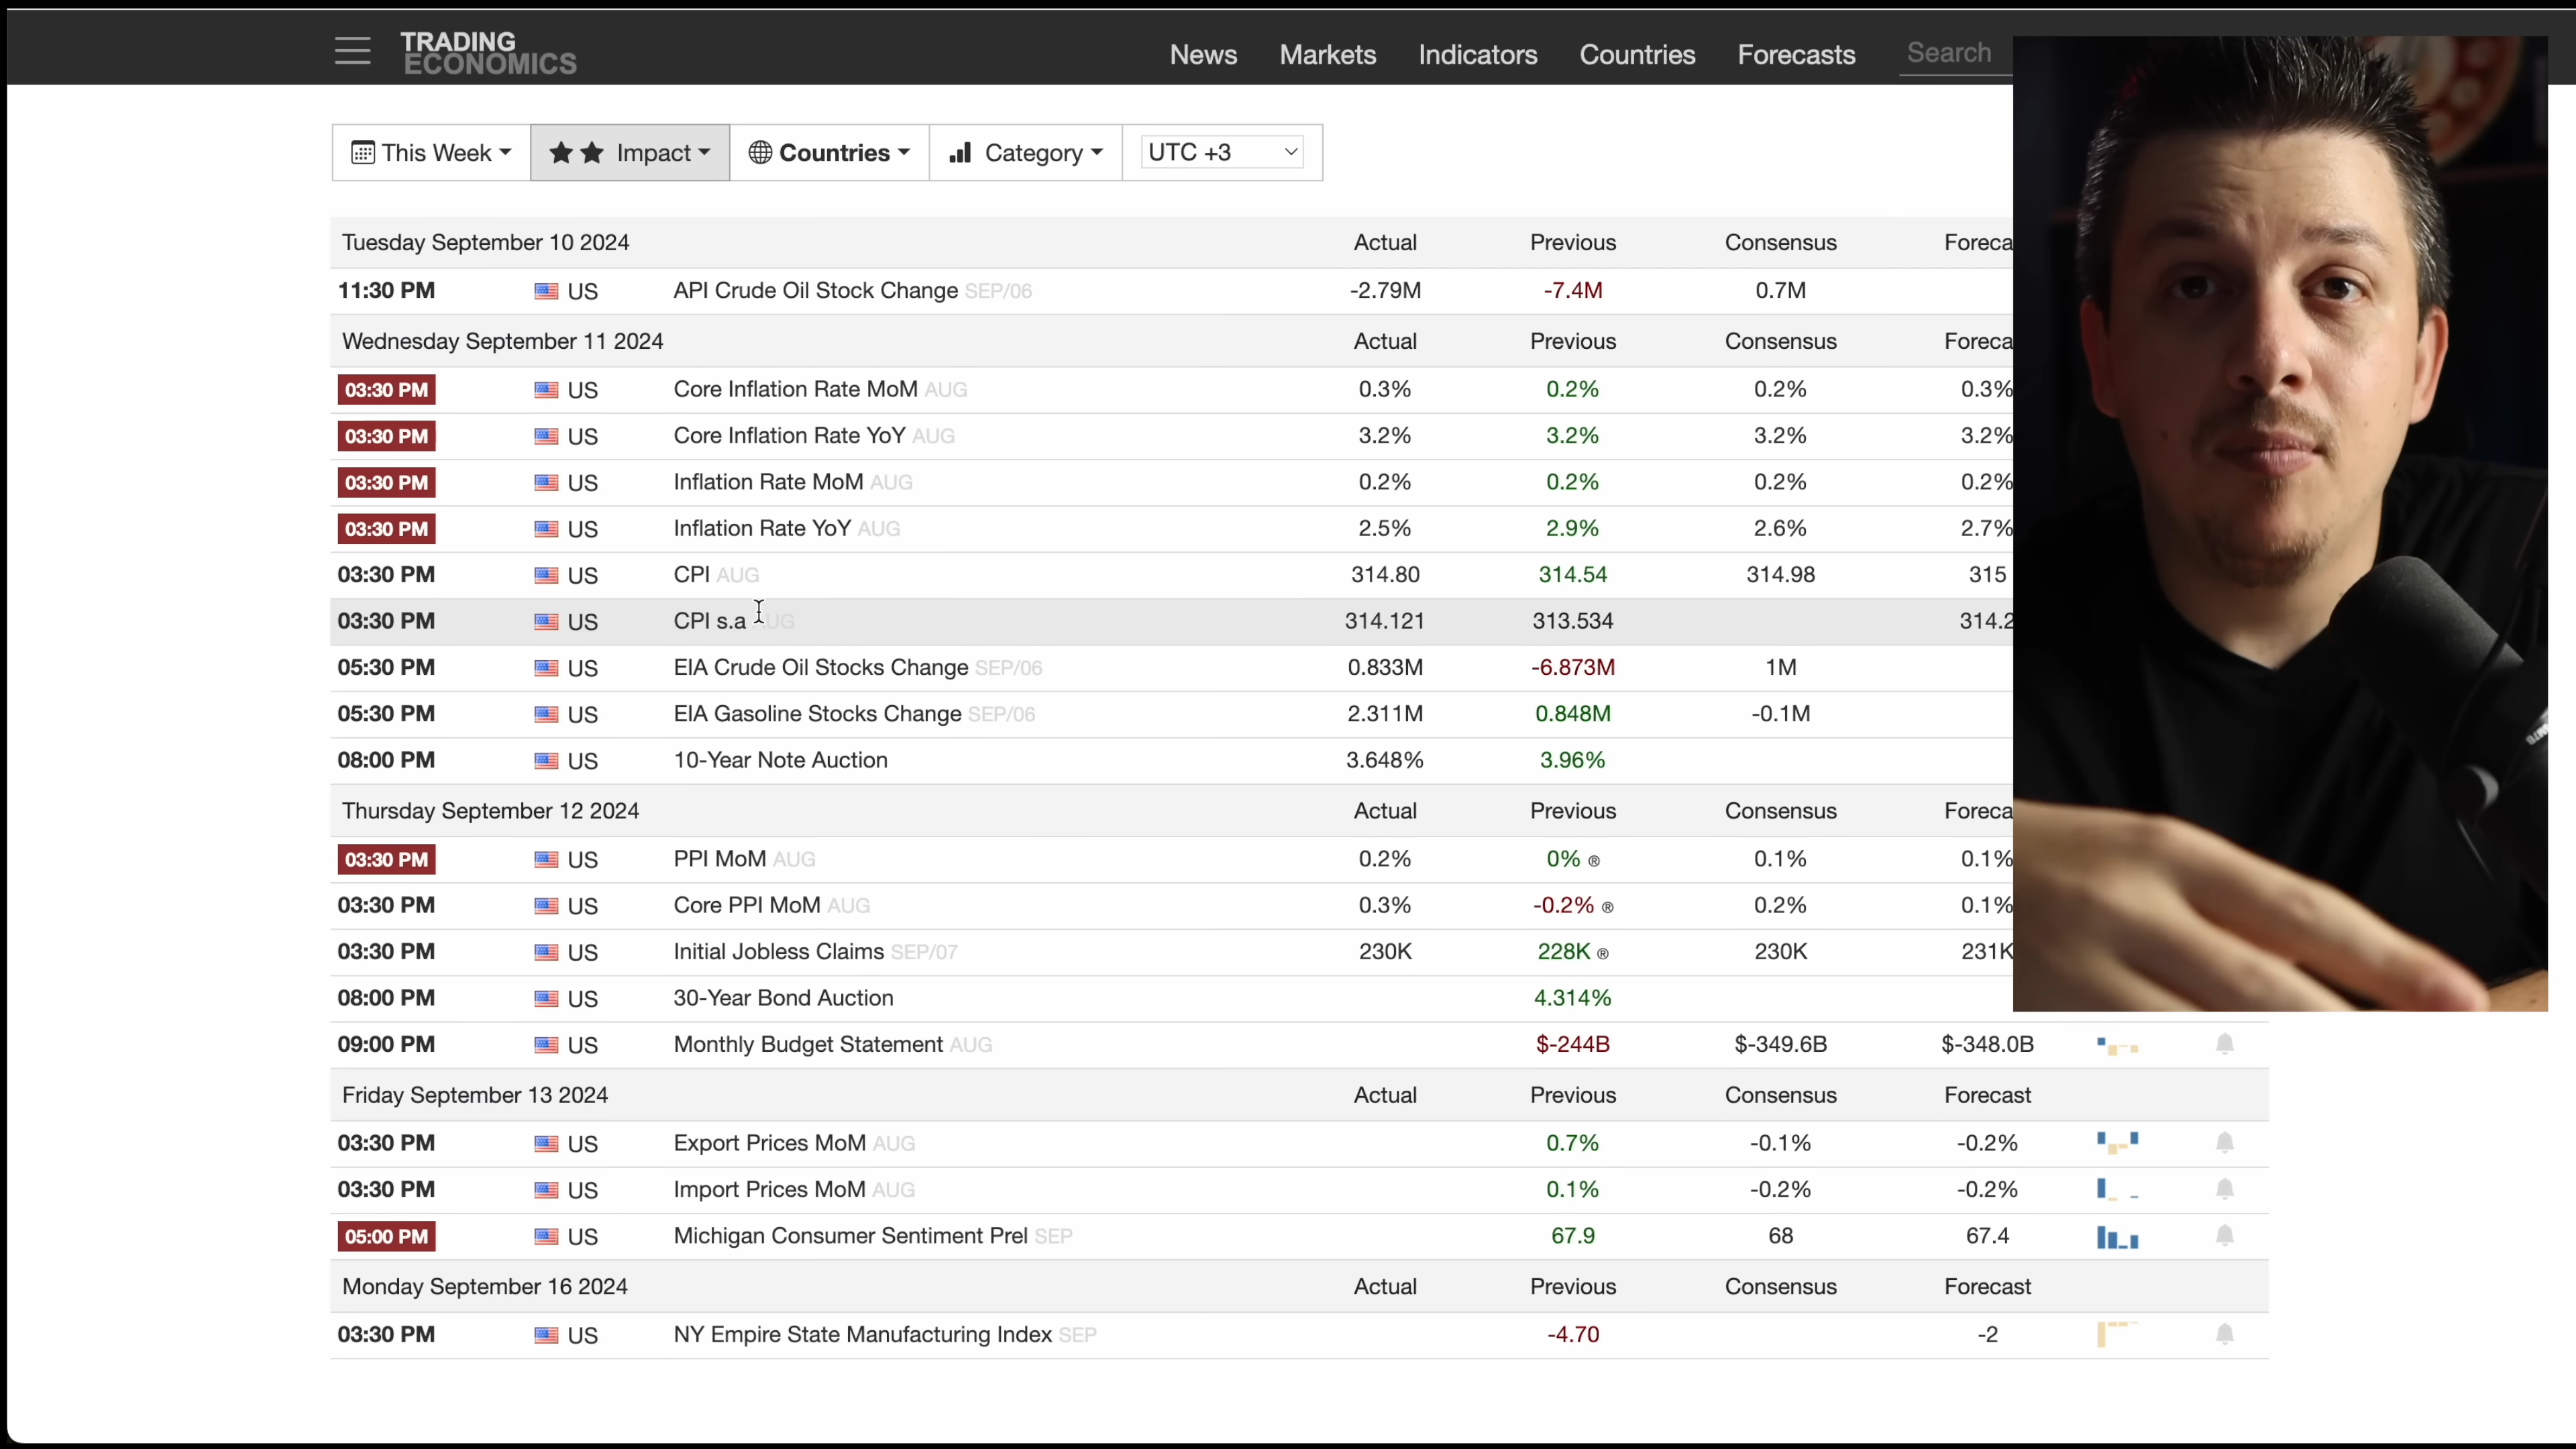 TRADING
ECONOMICS
News Markets Indicators Countries Forecasts Search
This Week Impact Countries Category UTC +3
Tuesday September 10 2024 Actual Previous Consensus Foreca
11:30 PM US API Crude Oil Stock Change SEP/06 -2.79M -7.4M 0.7M
Wednesday September 11 2024 Actual Previous Consensus Foreca
03:30 PM US Core Inflation Rate MoM AUG 0.3% 0.2% 0.2% 0.3%
03:30 PM US Core Inflation Rate YoY AUG 3.2% 3.2% 3.2% 3.2%
03:30 PM US Inflation Rate MoM AUG 0.2% 0.2% 0.2% 0.2%
03:30 PM US Inflation Rate YoY AUG 2.5% 2.9% 2.6% 2.7%
03:30 PM US CPI AUG 314.80 314.54 314.98 315
03:30 PM US CPI s.a AUG 314.121 313.534 314.2
05:30 PM US EIA Crude Oil Stocks Change SEP/06 0.833M -6.873M 1M
05:30 PM US EIA Gasoline Stocks Change SEP/06 2.311M 0.848M -0.1M
08:00 PM US 10-Year Note Auction 3.648% 3.96%
Thursday September 12 2024 Actual Previous Consensus Foreca
03:30 PM US PPI MoM AUG 0.2% 0% ® 0.1% 0.1%
03:30 PM US Core PPI MoM AUG 0.3% -0.2% ® 0.2% 0.1%
03:30 PM US Initial Jobless Claims SEP/07 230K 228K ® 230K 231K
08:00 PM US 30-Year Bond Auction 4.314%
09:00 PM US Monthly Budget Statement AUG $-244B $-349.6B $-348.0B
Friday September 13 2024 Actual Previous Consensus Forecast
03:30 PM US Export Prices MoM AUG 0.7% -0.1% -0.2%
03:30 PM US Import Prices MoM AUG 0.1% -0.2% -0.2%
05:00 PM US Michigan Consumer Sentiment Prel SEP 67.9 68 67.4
Monday September 16 2024 Actual Previous Consensus Forecast
03:30 PM US NY Empire State Manufacturing Index SEP -4.70 -2